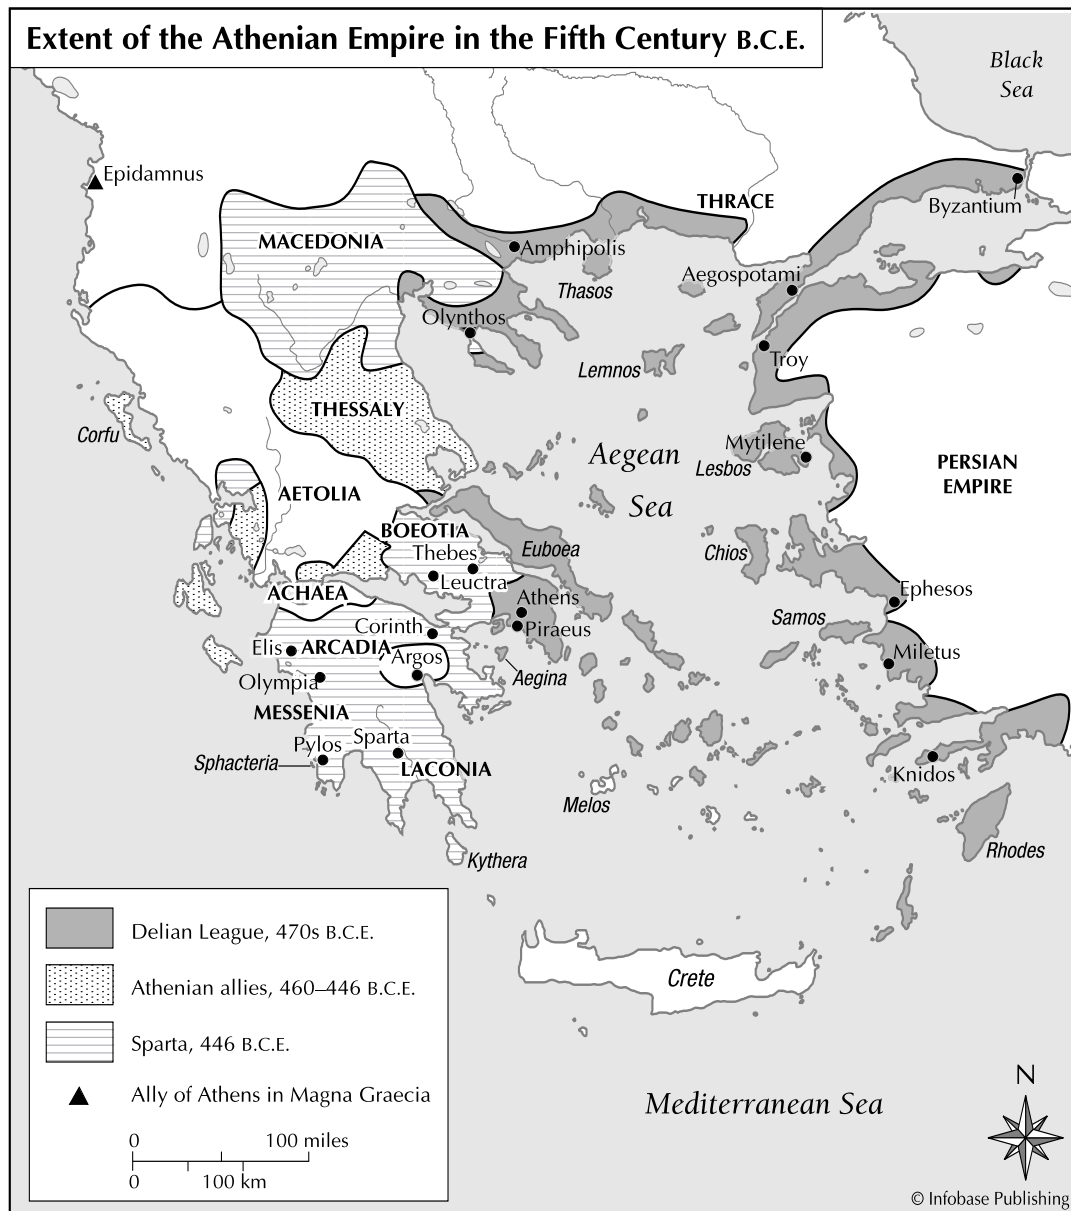 Extent of the Athenian Empire in the Fifth Century B.C.E.
Black
Sea
Epidamnus
THRACE
Byzantium
MACEDONIA
Amphipolis
Aegospotami
Thasos
Olynthos
Troy
Lemnos
THESSALY
Corfu
Mytilene
Lesbos
Aegean
Sea
PERSIAN
EMPIRE
AETOLIA
BOEOTIA
Thebes
Euboea
Chios
Leuctra
Ephesos
ACHAEA
Athens
Samos
Corinth
Piraeus
Elis
ARCADIA
Argos
Miletus
Aegina
Olympia
MESSENIA
Pylos
Sparta
Sphacteria
LACONIA
Knidos
Melos
Rhodes
Kythera
Crete
Delian League, 470s B.C.E.
Athenian allies, 460–446 B.C.E.
Sparta, 446 B.C.E.
Ally of Athens in Magna Graecia
0 100 miles
0 100 km
Mediterranean Sea
N
© Infobase Publishing